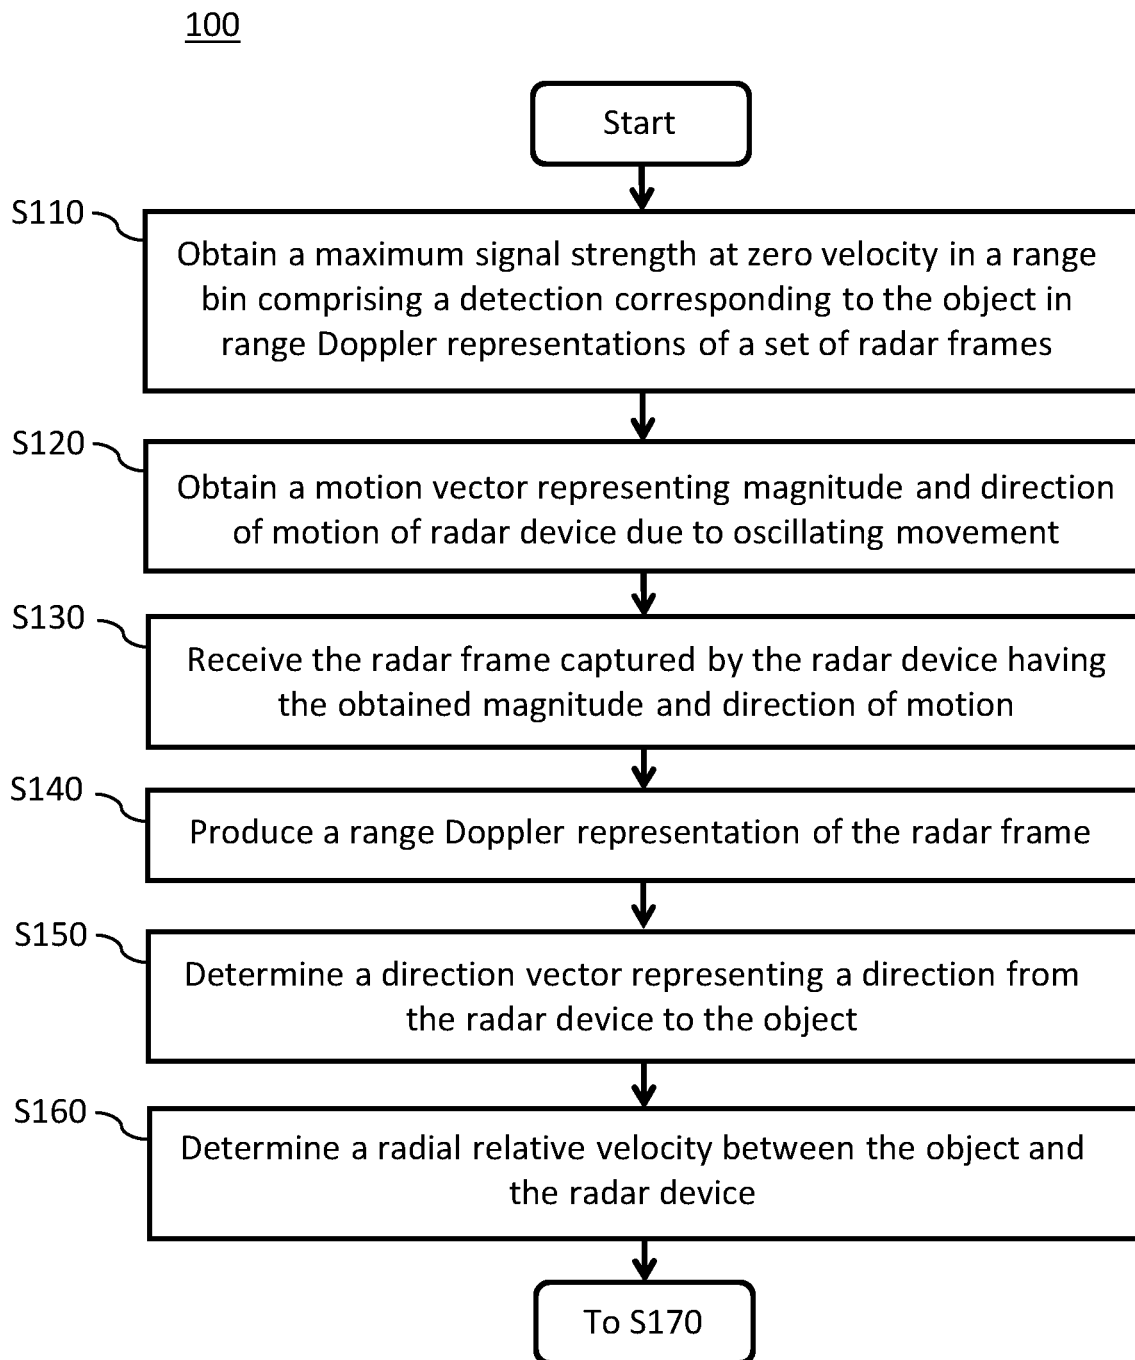 100
Start
S110
Obtain a maximum signal strength at zero velocity in a range
bin comprising a detection corresponding to the object in
range Doppler representations of a set of radar frames
S120
Obtain a motion vector representing magnitude and direction
of motion of radar device due to oscillating movement
S130
Receive the radar frame captured by the radar device having
the obtained magnitude and direction of motion
S140
Produce a range Doppler representation of the radar frame
S150
Determine a direction vector representing a direction from
the radar device to the object
S160
Determine a radial relative velocity between the object and
the radar device
To S170